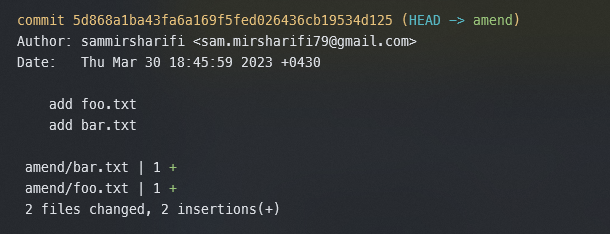 commit 5d868a1ba43fa6a169f5fed026436cb19534d125 (HEAD -> amend)
Author: sammirsharifi <sam.mirsharifi79@gmail.com>
Date:   Thu Mar 30 18:45:59 2023 +0430

    add foo.txt
    add bar.txt

 amend/bar.txt | 1 +
 amend/foo.txt | 1 +
 2 files changed, 2 insertions(+)